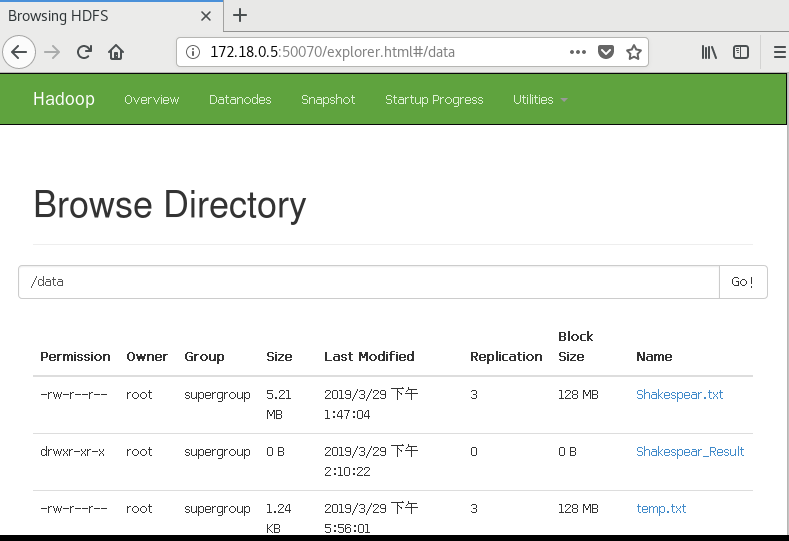 Browsing HDFS
172.18.0.5:50070/explorer.html#/data
Hadoop Overview Datanodes Snapshot Startup Progress Utilities
Browse Directory
/data Go!
Permission Owner Group Size Last Modified Replication Block Size Name
-rw-r--r-- root supergroup 5.21 MB 2019/3/29 下午 1:47:04 3 128 MB Shakespear.txt
drwxr-xr-x root supergroup 0 B 2019/3/29 下午 2:10:22 0 0 B Shakespear_Result
-rw-r--r-- root supergroup 1.24 KB 2019/3/29 下午 5:56:01 3 128 MB temp.txt